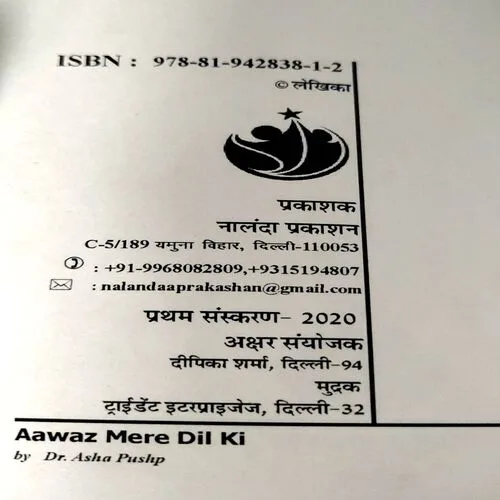 ISBN : 978-81-942838-1-2
© लेखिका
प्रकाशक
नालंदा प्रकाशन
C-5/189 यमुना विहार, दिल्ली-110053
: +91-9968082809,+9315194807
: nalandaaprakashan@gmail.com
प्रथम संस्करण- 2020
अक्षर संयोजक
दीपिका शर्मा, दिल्ली-94
मुद्रक
ट्राईडेंट इटरप्राइजेज, दिल्ली-32
Aawaz Mere Dil Ki
by Dr. Asha Pushp